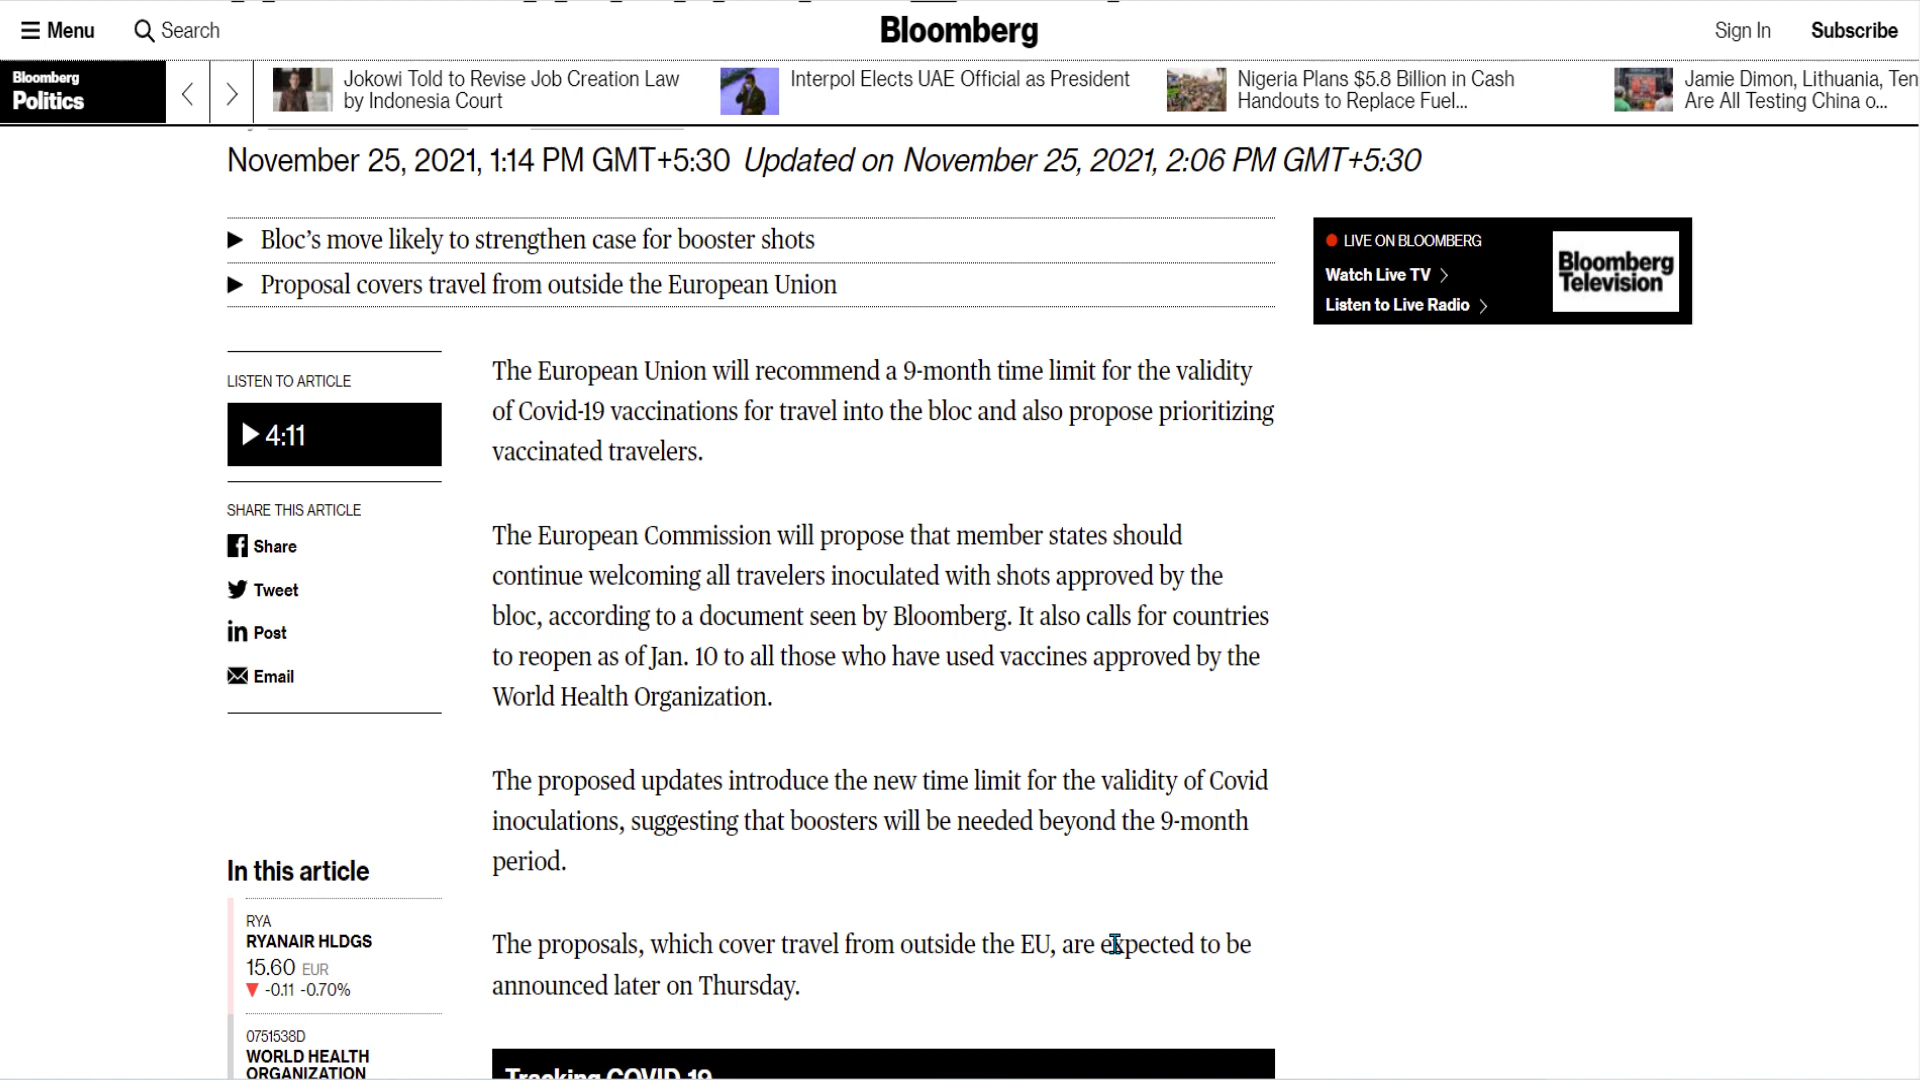 Menu
Search
Bloomberg
Sign In
Subscribe
Bloomberg
Politics
Jokowi Told to Revise Job Creation Law
by Indonesia Court
Interpol Elects UAE Official as President
Nigeria Plans $5.8 Billion in Cash
Handouts to Replace Fuel...
Jamie Dimon, Lithuania, Ten
Are All Testing China o...
November 25, 2021, 1:14 PM GMT+5:30 Updated on November 25, 2021, 2:06 PM GMT+5:30
Bloc’s move likely to strengthen case for booster shots
Proposal covers travel from outside the European Union
LIVE ON BLOOMBERG
Watch Live TV
Listen to Live Radio
Bloomberg
Television
LISTEN TO ARTICLE
4:11
SHARE THIS ARTICLE
Share
Tweet
Post
Email
The European Union will recommend a 9-month time limit for the validity
of Covid-19 vaccinations for travel into the bloc and also propose prioritizing
vaccinated travelers.
The European Commission will propose that member states should
continue welcoming all travelers inoculated with shots approved by the
bloc, according to a document seen by Bloomberg. It also calls for countries
to reopen as of Jan. 10 to all those who have used vaccines approved by the
World Health Organization.
The proposed updates introduce the new time limit for the validity of Covid
inoculations, suggesting that boosters will be needed beyond the 9-month
period.
The proposals, which cover travel from outside the EU, are expected to be
announced later on Thursday.
In this article
RYA
RYANAIR HLDGS
15.60 EUR
-0.11 -0.70%
0751538D
WORLD HEALTH
ORGANIZATION
Tracking COVID-19